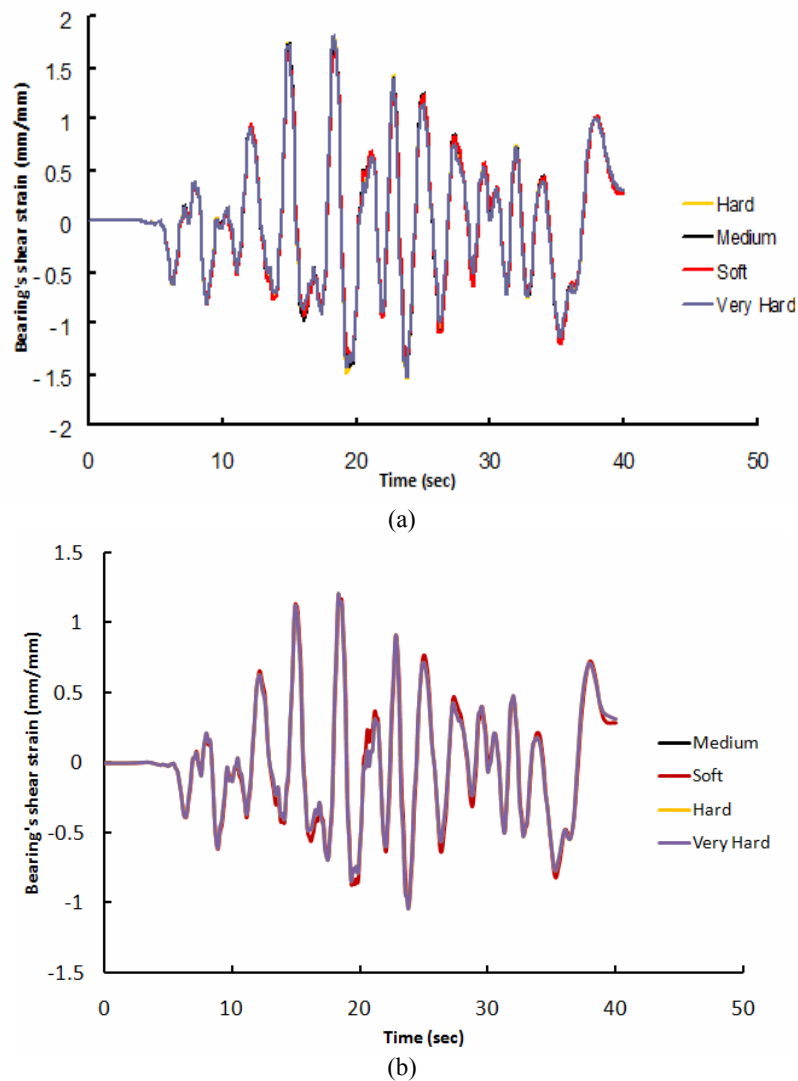 2
1.5
1
0.5
0
-0.5
-1
-1.5
-2
Bearing's shear strain (mm/mm)
0 10 20 30 40 50
Time (sec)
Hard
Medium
Soft
Very Hard
(a)
1.5
1
0.5
0
-0.5
-1
-1.5
Bearing's shear strain (mm/mm)
0 10 20 30 40 50
Time (sec)
Medium
Soft
Hard
Very Hard
(b)